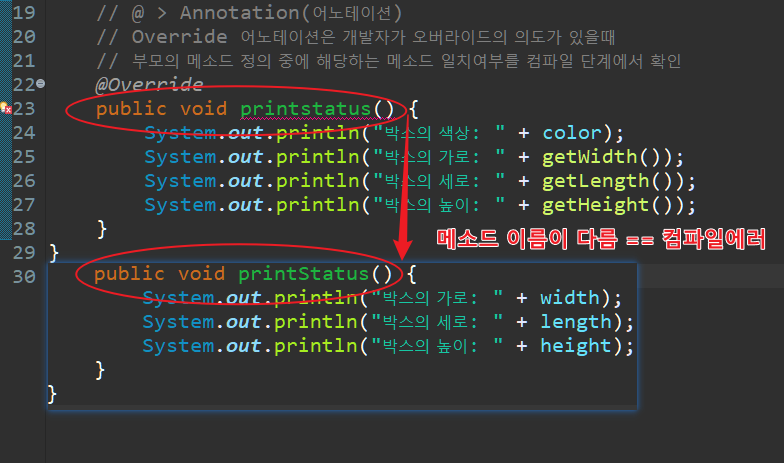 19 // @ > Annotation(어노테이션)
20 // Override 어노테이션은 개발자가 오버라이드의 의도가 있을때
21 // 부모의 메소드 정의 중에 해당하는 메소드 일치여부를 컴파일 단계에서 확인
22 @Override
23 public void printstatus() {
24 System.out.println("박스의 색상: " + color);
25 System.out.println("박스의 가로: " + getWidth());
26 System.out.println("박스의 세로: " + getLength());
27 System.out.println("박스의 높이: " + getHeight());
28 }
메소드 이름이 다름 == 컴파일에러
29 }
30 public void printStatus() {
System.out.println("박스의 가로: " + width);
System.out.println("박스의 세로: " + length);
System.out.println("박스의 높이: " + height);
}
}